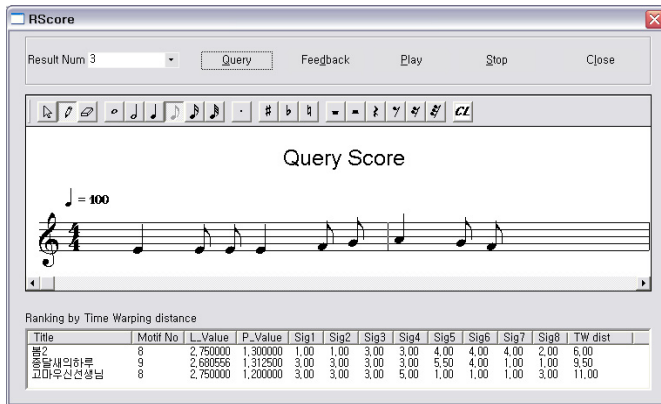 RScore
Result Num 3 Query Feedback Play Stop Close
CL
Query Score
= 100
4
4
Ranking by Time Warping distance
Title Motif No L_Value P_Value Sig1 Sig2 Sig3 Sig4 Sig5 Sig6 Sig7 Sig8 TW dist
봄2 8 2,750000 1,300000 1,00 1,00 3,00 3,00 4,00 4,00 4,00 2,00 6,00
종달새의하루 9 2,680556 1,312500 3,00 3,00 3,00 3,00 5,50 4,00 1,00 1,00 9,50
고마우신선생님 8 2,750000 1,200000 3,00 3,00 3,00 5,00 1,00 1,00 1,00 3,00 11,00